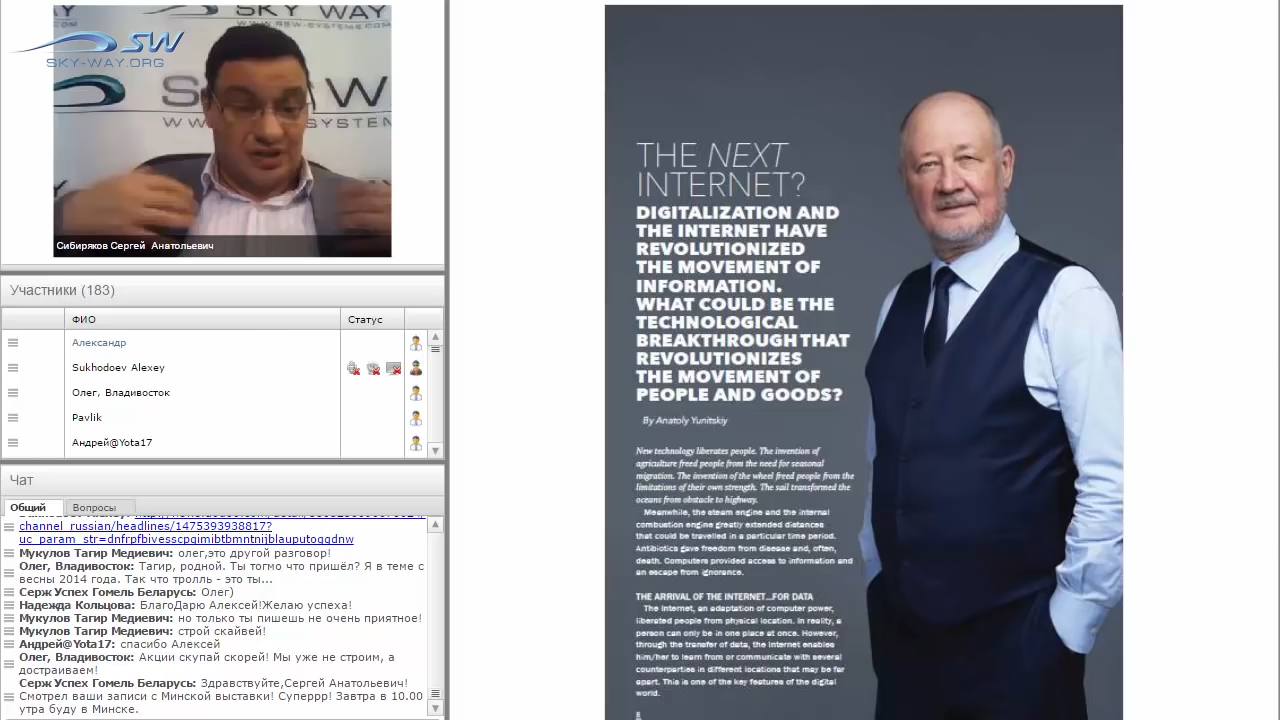 SKY WAY
WWW.RSW-SYSTEMS.COM
SW
SKY-WAY.ORG
Сибиряков Сергей Анатольевич
Участники (183)
ФИО
Статус
Александр
Sukhodoev Alexey
Олег, Владивосток
Pavlik
Андрей@Yota17
Чат
Общий
Вопросы
Мукулов Тагир Медиевич: олег,это другой разговор!
Олег, Владивосток: Тагир, родной. Ты тогмо что пришёл? Я в теме с
весны 2014 года. Так что тролль - это ты...
Серж Успех Гомель Беларусь: Олег)
Надежда Кольцова: БлагоДарю Алексей!Желаю успеха!
Мукулов Тагир Медиевич: но только ты пишешь не очень приятное!
Мукулов Тагир Медиевич: строй скайвей!
Андрей@Yota17: спасибо Алексей
Олег, Владивосток: Акции скупай скорей! Мы уже не строим, а
встраиваем!
Серж Успех Гомель Беларусь: Здравствуйте,Сергей Анатольевич!
Смотрел ваши записи с Минской выставки! Суперрр! Завтра в 10.00
утра буду в Минске.
THE NEXT
INTERNET?
DIGITALIZATION AND
THE INTERNET HAVE
REVOLUTIONIZED
THE MOVEMENT OF
INFORMATION.
WHAT COULD BE THE
TECHNOLOGICAL
BREAKTHROUGH THAT
REVOLUTIONIZES
THE MOVEMENT OF
PEOPLE AND GOODS?
By Anatoly Yunitskiy
New technology liberates people. The invention of
agriculture freed people from the need for seasonal
migration. The invention of the wheel freed people from the
limitations of their own strength. The sail transformed the
oceans from obstacle to highway.
Meanwhile, the steam engine and the internal
combustion engine greatly extended distances
that could be travelled in a particular time period.
Antibiotics gave freedom from disease and, often,
death. Computers provided access to information and
an escape from ignorance.
THE ARRIVAL OF THE INTERNET...FOR DATA
The Internet, an adaptation of computer power,
liberated people from physical location. In reality, a
person can only be in one place at once. However,
through the transfer of data, the Internet enables
him/her to learn from or communicate with several
counterparties in different locations that may be far
apart. This is one of the key features of the digital
world.